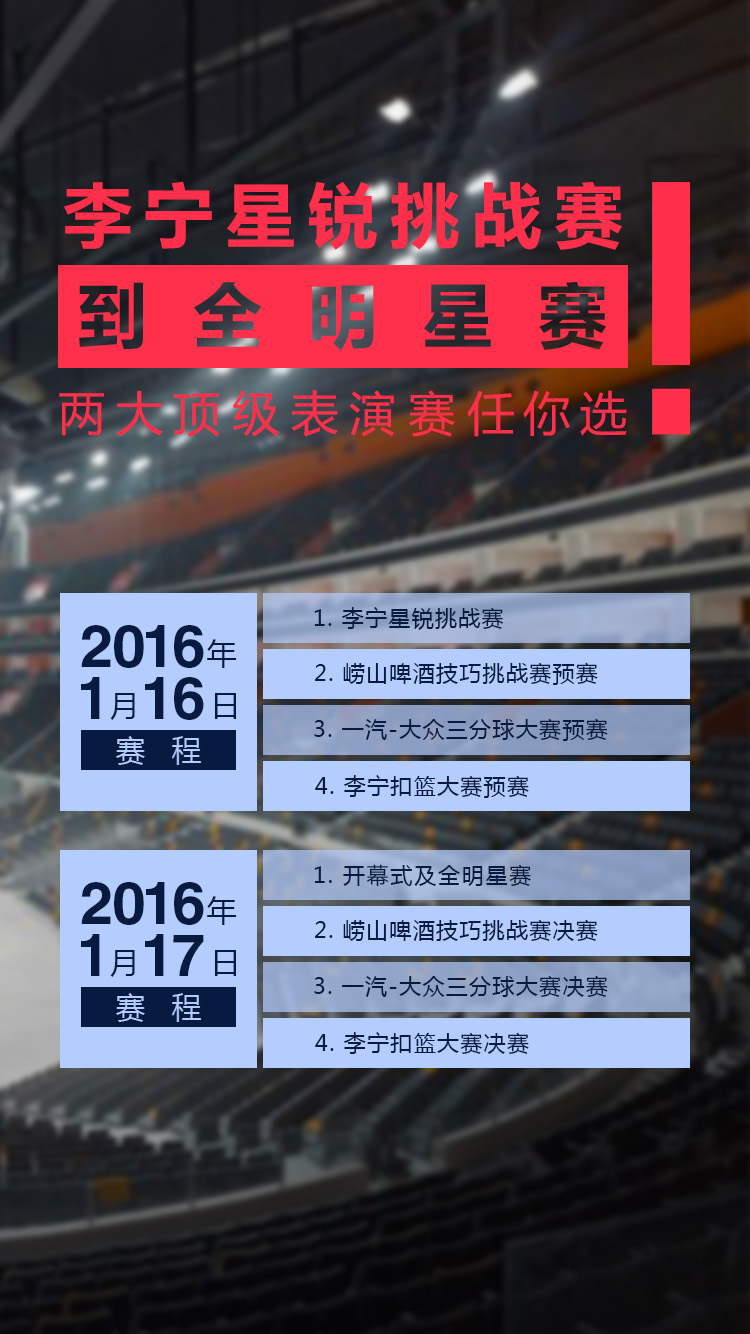 李宁星锐挑战赛
到全明星赛
两大顶级表演赛任你选!
2016年
1月16日
赛程
1. 李宁星锐挑战赛
2. 崂山啤酒技巧挑战赛预赛
3. 一汽-大众三分球大赛预赛
4. 李宁扣篮大赛预赛
2016年
1月17日
赛程
1. 开幕式及全明星赛
2. 崂山啤酒技巧挑战赛决赛
3. 一汽-大众三分球大赛决赛
4. 李宁扣篮大赛决赛